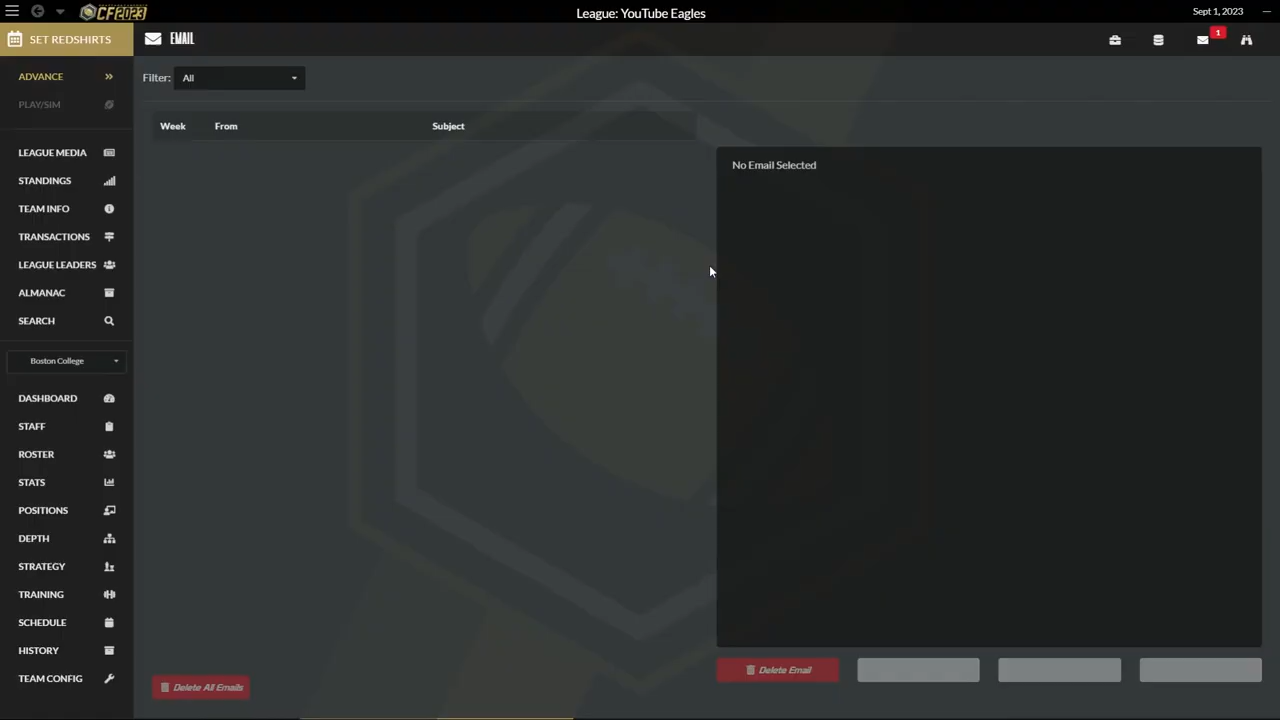 CF2023
League: YouTube Eagles
Sept 1, 2023
SET REDSHIRTS
EMAIL
1
ADVANCE
PLAY/SIM
Filter: All
Week From Subject
No Email Selected
LEAGUE MEDIA
STANDINGS
TEAM INFO
TRANSACTIONS
LEAGUE LEADERS
ALMANAC
SEARCH
Boston College
DASHBOARD
STAFF
ROSTER
STATS
POSITIONS
DEPTH
STRATEGY
TRAINING
SCHEDULE
HISTORY
TEAM CONFIG
Delete All Emails
Delete Email